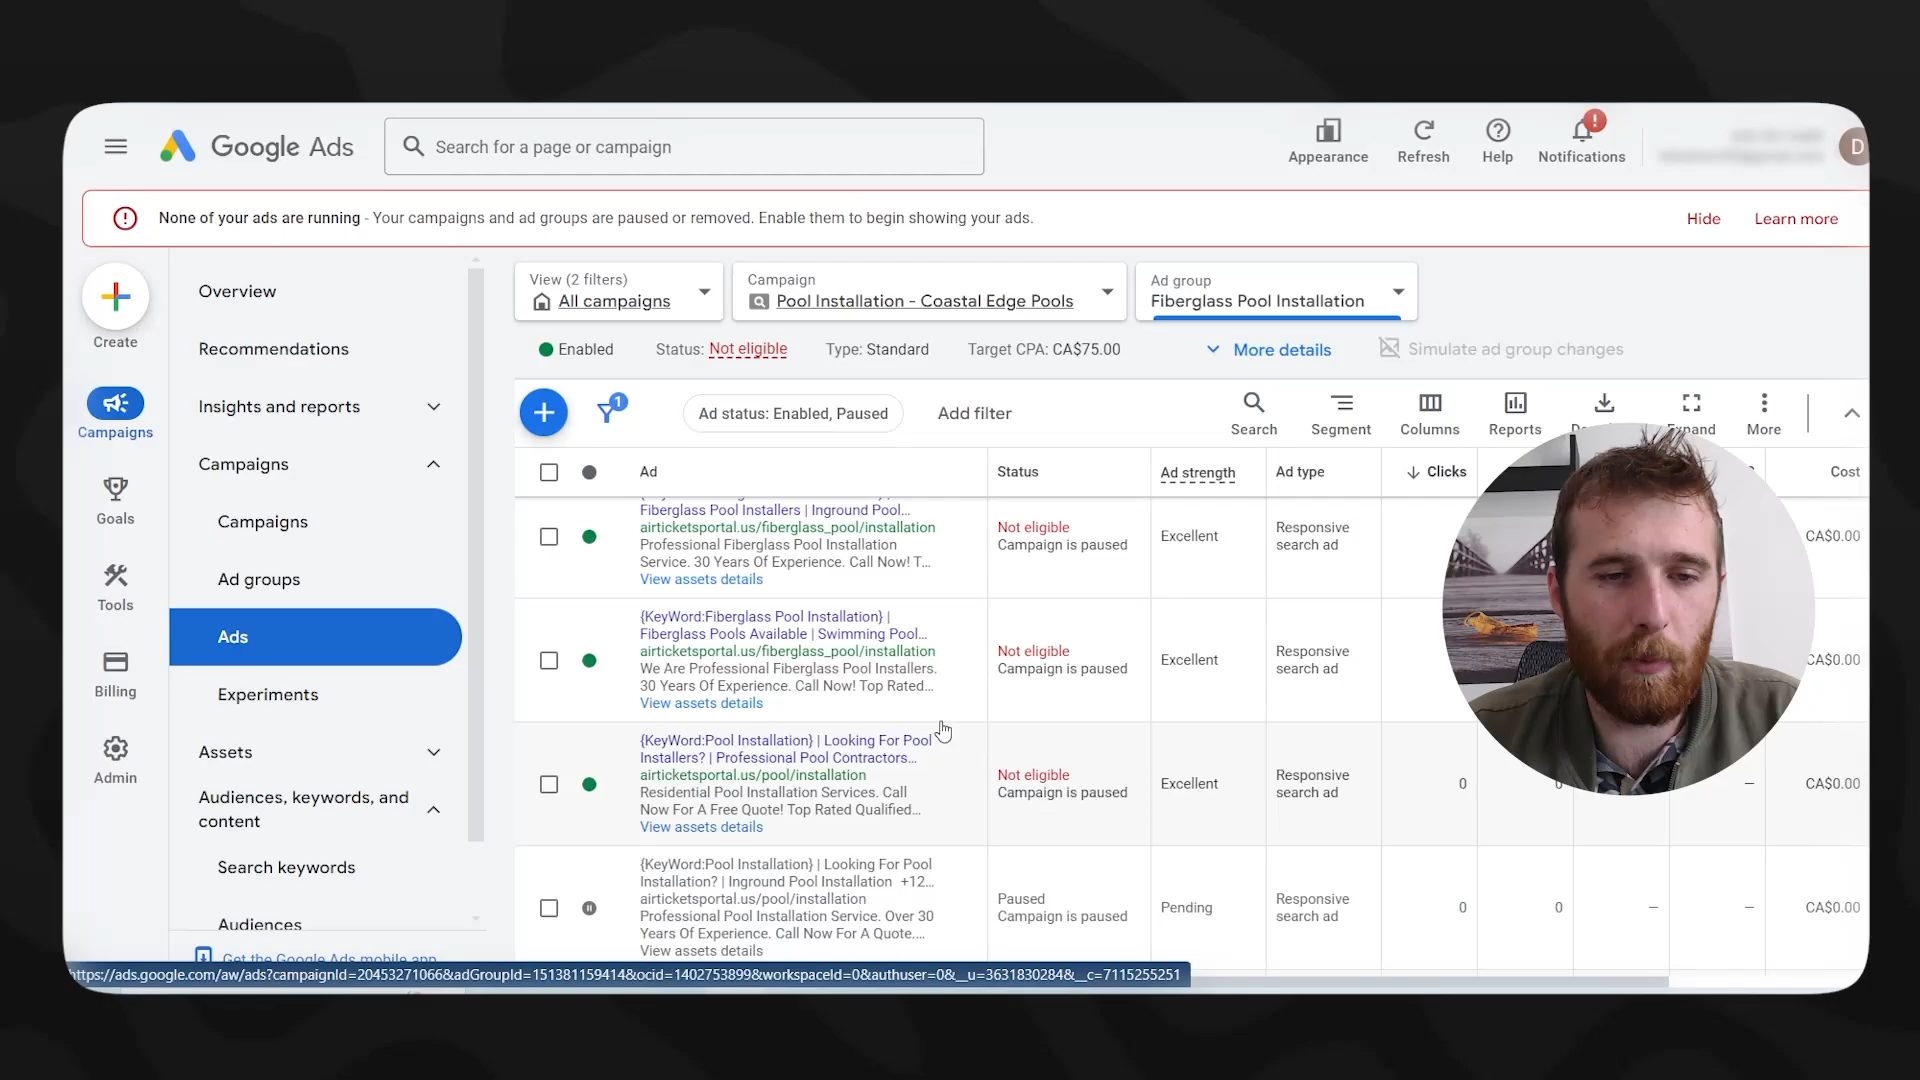 Google Ads
Search for a page or campaign
Appearance
Refresh
Help
Notifications
D
None of your ads are running - Your campaigns and ad groups are paused or removed. Enable them to begin showing your ads.
Hide
Learn more
Create
Campaigns
Goals
Tools
Billing
Admin
Overview
Recommendations
Insights and reports
Campaigns
Campaigns
Ad groups
Ads
Experiments
Assets
Audiences, keywords, and
content
Search keywords
Audiences
Get the Google Ads mobile app
View (2 filters)
All campaigns
Campaign
Pool Installation - Coastal Edge Pools
Ad group
Fiberglass Pool Installation
Enabled
Status: Not eligible
Type: Standard
Target CPA: CA$75.00
More details
Simulate ad group changes
1
Ad status: Enabled, Paused
Add filter
Search
Segment
Columns
Reports
Expand
More
Ad
Status
Ad strength
Ad type
Clicks
Cost
Fiberglass Pool Installers | Inground Pool...
airticketsportal.us/fiberglass_pool/installation
Professional Fiberglass Pool Installation
Service. 30 Years Of Experience. Call Now! T...
View assets details
Not eligible
Campaign is paused
Excellent
Responsive
search ad
CA$0.00
{KeyWord:Fiberglass Pool Installation} |
Fiberglass Pools Available | Swimming Pool...
airticketsportal.us/fiberglass_pool/installation
We Are Professional Fiberglass Pool Installers.
30 Years Of Experience. Call Now! Top Rated...
View assets details
Not eligible
Campaign is paused
Excellent
Responsive
search ad
CA$0.00
{KeyWord:Pool Installation} | Looking For Pool
Installers? | Professional Pool Contractors...
airticketsportal.us/pool/installation
Residential Pool Installation Services. Call
Now For A Free Quote! Top Rated Qualified...
View assets details
Not eligible
Campaign is paused
Excellent
Responsive
search ad
0
0
–
CA$0.00
{KeyWord:Pool Installation} | Looking For Pool
Installation? | Inground Pool Installation +12...
airticketsportal.us/pool/installation
Professional Pool Installation Service. Over 30
Years Of Experience. Call Now For A Quote....
View assets details
Paused
Campaign is paused
Pending
Responsive
search ad
0
0
–
–
CA$0.00
https://ads.google.com/aw/ads?campaignId=20453271066&adGroupId=151381159414&ocid=1402753899&workspaceId=0&authuser=0&__u=3631830284&__c=7115255251